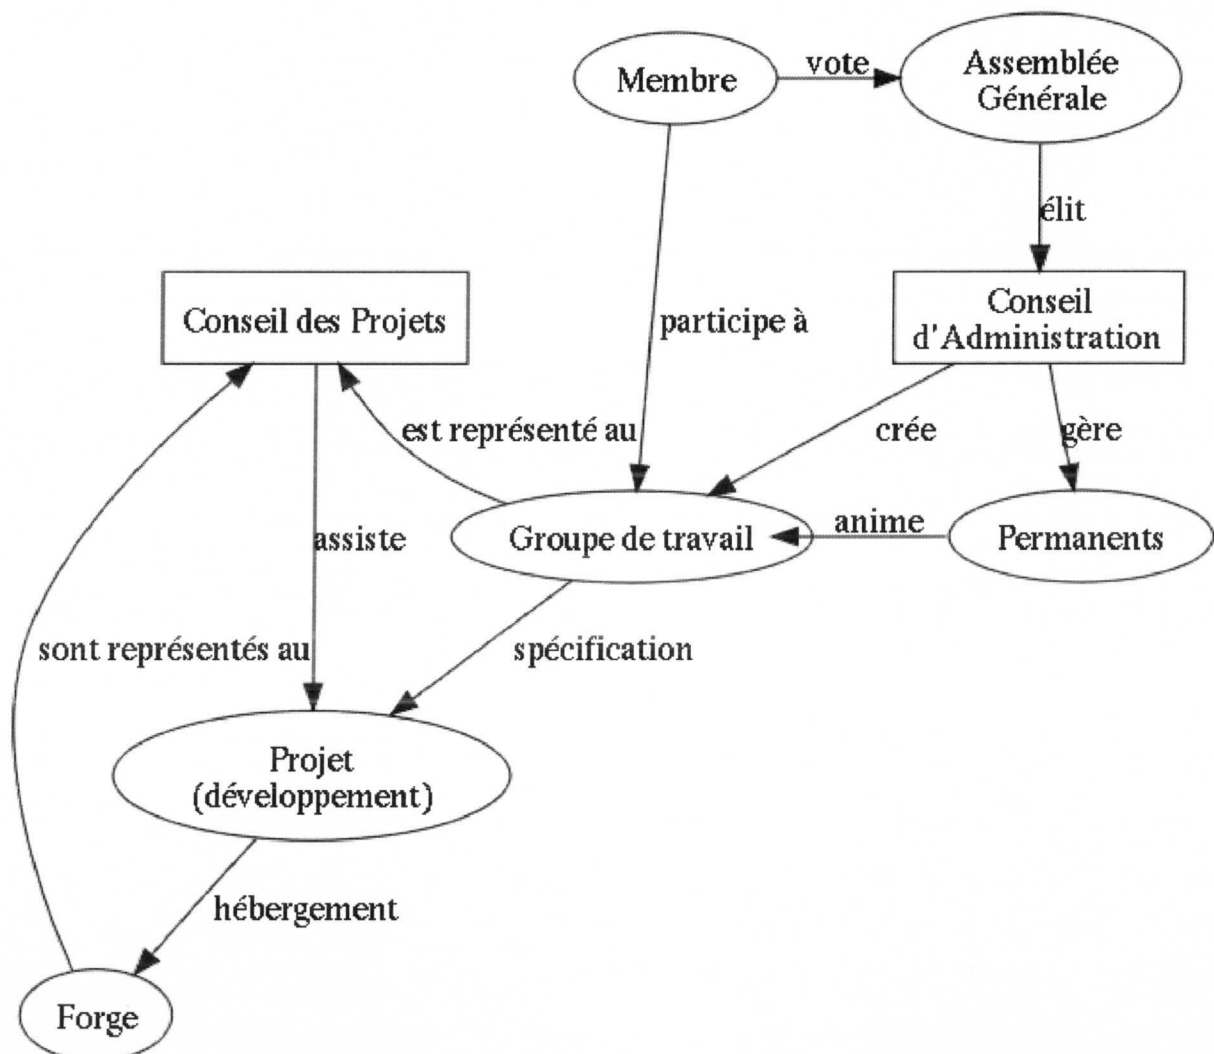 vote
Membre
Assemblée
Générale
élit
Conseil des Projets
participe à
Conseil
d'Administration
est représenté au
crée
gère
assiste
Groupe de travail
anime
Permanents
sont représentés au
spécification
Projet
(développement)
hébergement
Forge